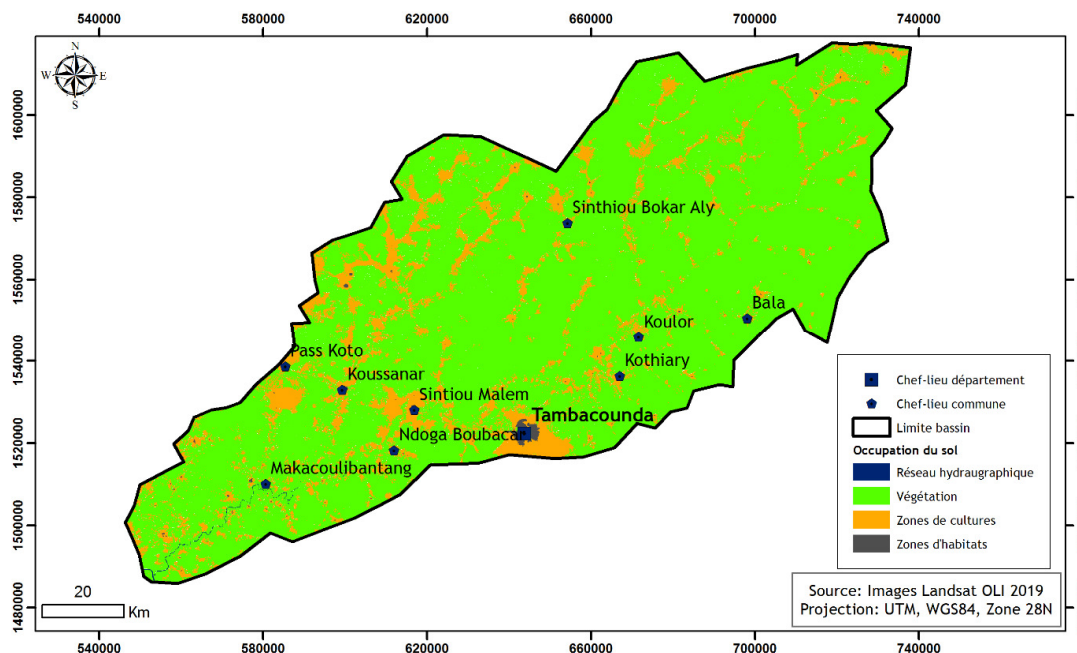 540000 580000 620000 660000 700000 740000
N
W E
S
1600000
1580000
1560000
1540000
1520000
1500000
1480000
Sinthiou Bokar Aly
Bala
Koulor
Kothiary
Pass Koto
Koussanar
Sintiou Malem
Tambacounda
Ndoga Boubacar
Makacoulibantang
Chef-lieu département
Chef-lieu commune
Limite bassin
Occupation du sol
Réseau hydraugraphique
Végétation
Zones de cultures
Zones d'habitats
Source: Images Landsat OLI 2019
Projection: UTM, WGS84, Zone 28N
20
Km
540000 580000 620000 660000 700000 740000